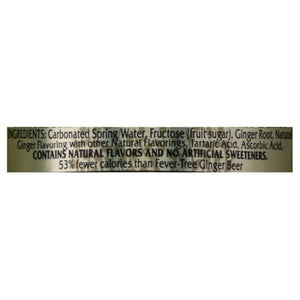 INGREDIENTS: Carbonated Spring Water, Fructose (fruit sugar), Ginger Root, Natural
Ginger Flavoring with other Natural Flavorings, Tartaric Acid, Ascorbic Acid.
CONTAINS NATURAL FLAVORS AND NO ARTIFICIAL SWEETENERS.
53% fewer calories than Fever-Tree Ginger Beer